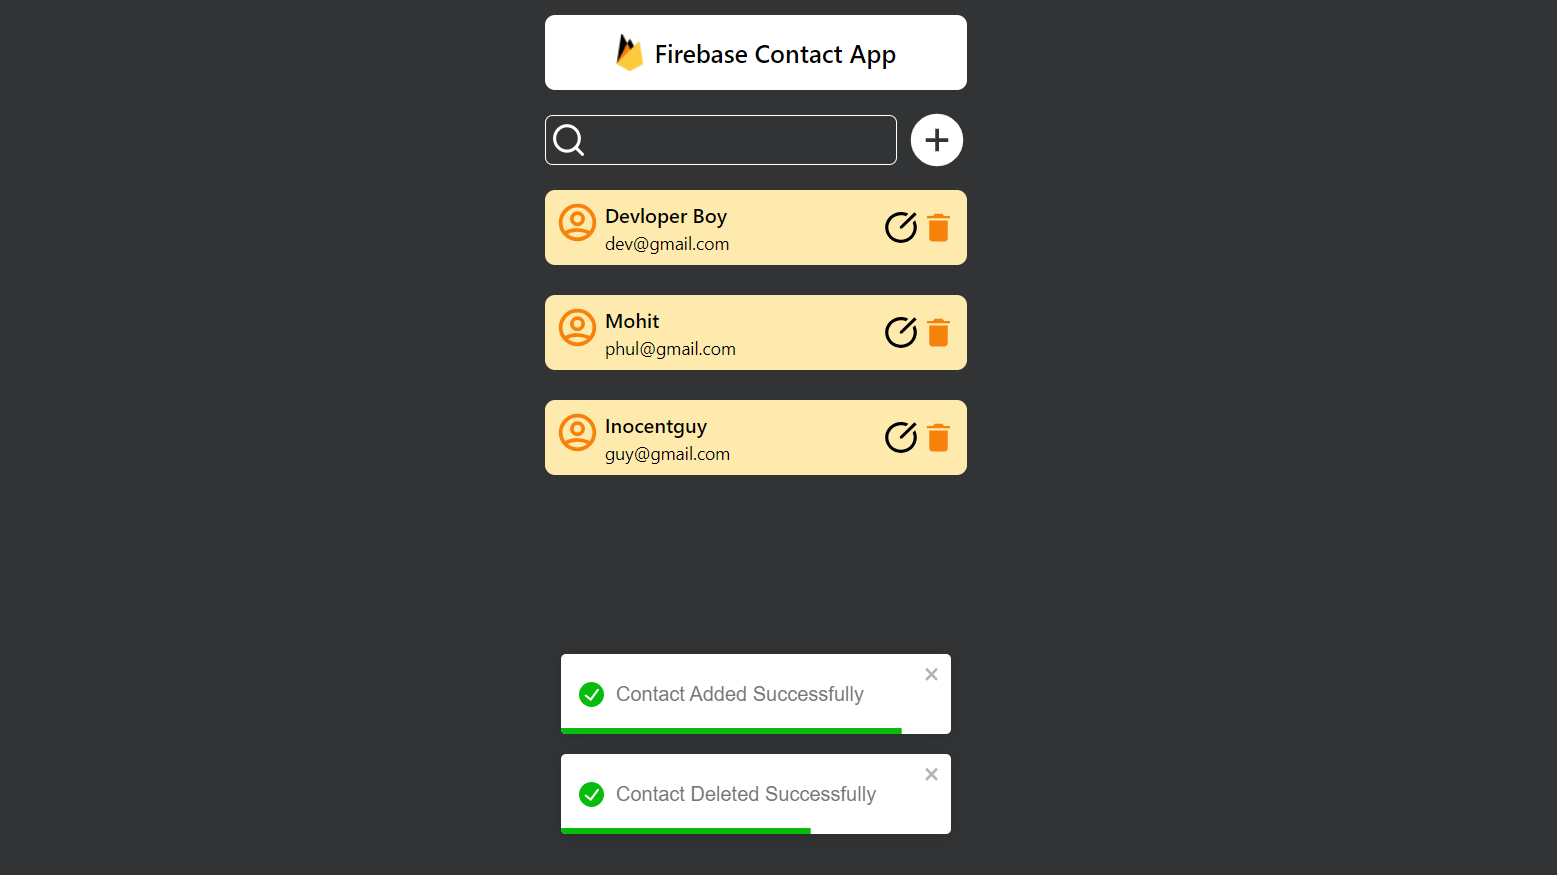 Firebase Contact App
Devloper Boy
dev@gmail.com
Mohit
phul@gmail.com
Inocentguy
guy@gmail.com
Contact Added Successfully
Contact Deleted Successfully